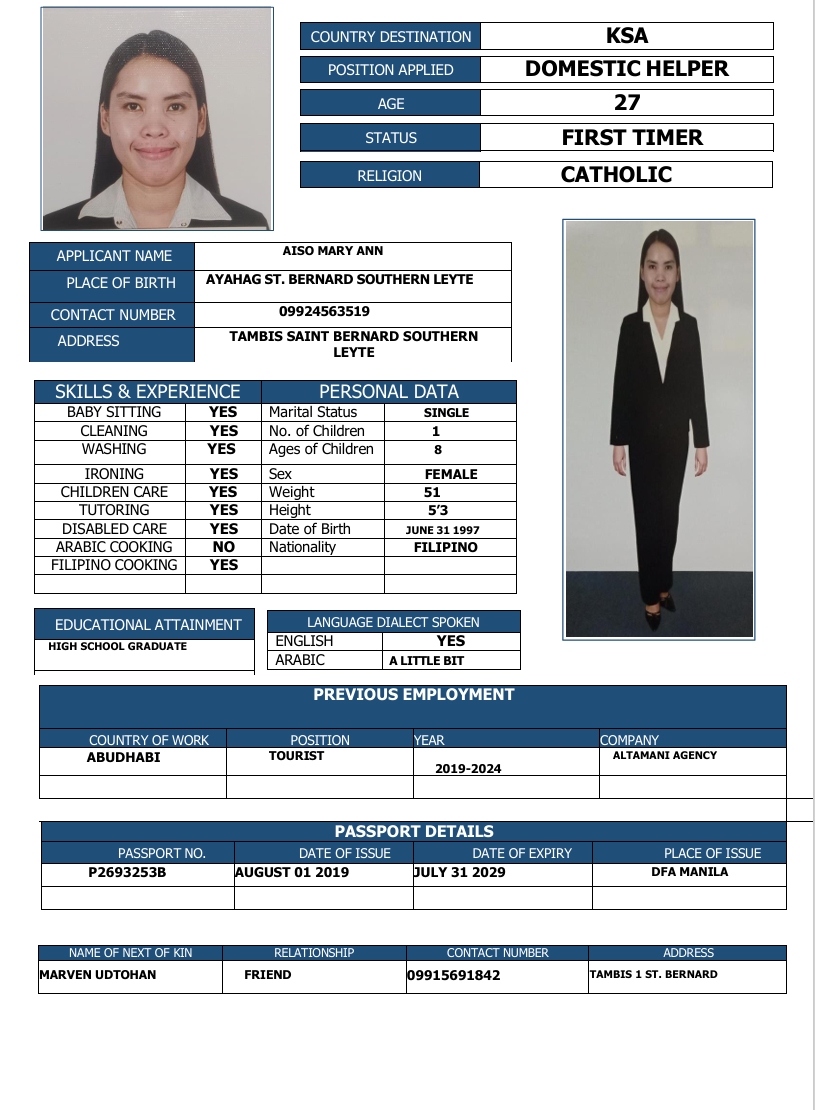 COUNTRY DESTINATION KSA
POSITION APPLIED DOMESTIC HELPER
AGE 27
STATUS FIRST TIMER
RELIGION CATHOLIC
APPLICANT NAME AISO MARY ANN
PLACE OF BIRTH AYAHAG ST. BERNARD SOUTHERN LEYTE
CONTACT NUMBER 09924563519
ADDRESS TAMBIS SAINT BERNARD SOUTHERN
LEYTE
SKILLS & EXPERIENCE PERSONAL DATA
BABY SITTING YES Marital Status SINGLE
CLEANING YES No. of Children 1
WASHING YES Ages of Children 8
IRONING YES Sex FEMALE
CHILDREN CARE YES Weight 51
TUTORING YES Height 5’3
DISABLED CARE YES Date of Birth JUNE 31 1997
ARABIC COOKING NO Nationality FILIPINO
FILIPINO COOKING YES
EDUCATIONAL ATTAINMENT
HIGH SCHOOL GRADUATE
LANGUAGE DIALECT SPOKEN
ENGLISH YES
ARABIC A LITTLE BIT
PREVIOUS EMPLOYMENT
COUNTRY OF WORK POSITION YEAR COMPANY
ABUDHABI TOURIST 2019-2024 ALTAMANI AGENCY
PASSPORT DETAILS
PASSPORT NO. DATE OF ISSUE DATE OF EXPIRY PLACE OF ISSUE
P2693253B AUGUST 01 2019 JULY 31 2029 DFA MANILA
NAME OF NEXT OF KIN RELATIONSHIP CONTACT NUMBER ADDRESS
MARVEN UDTOHAN FRIEND 09915691842 TAMBIS 1 ST. BERNARD